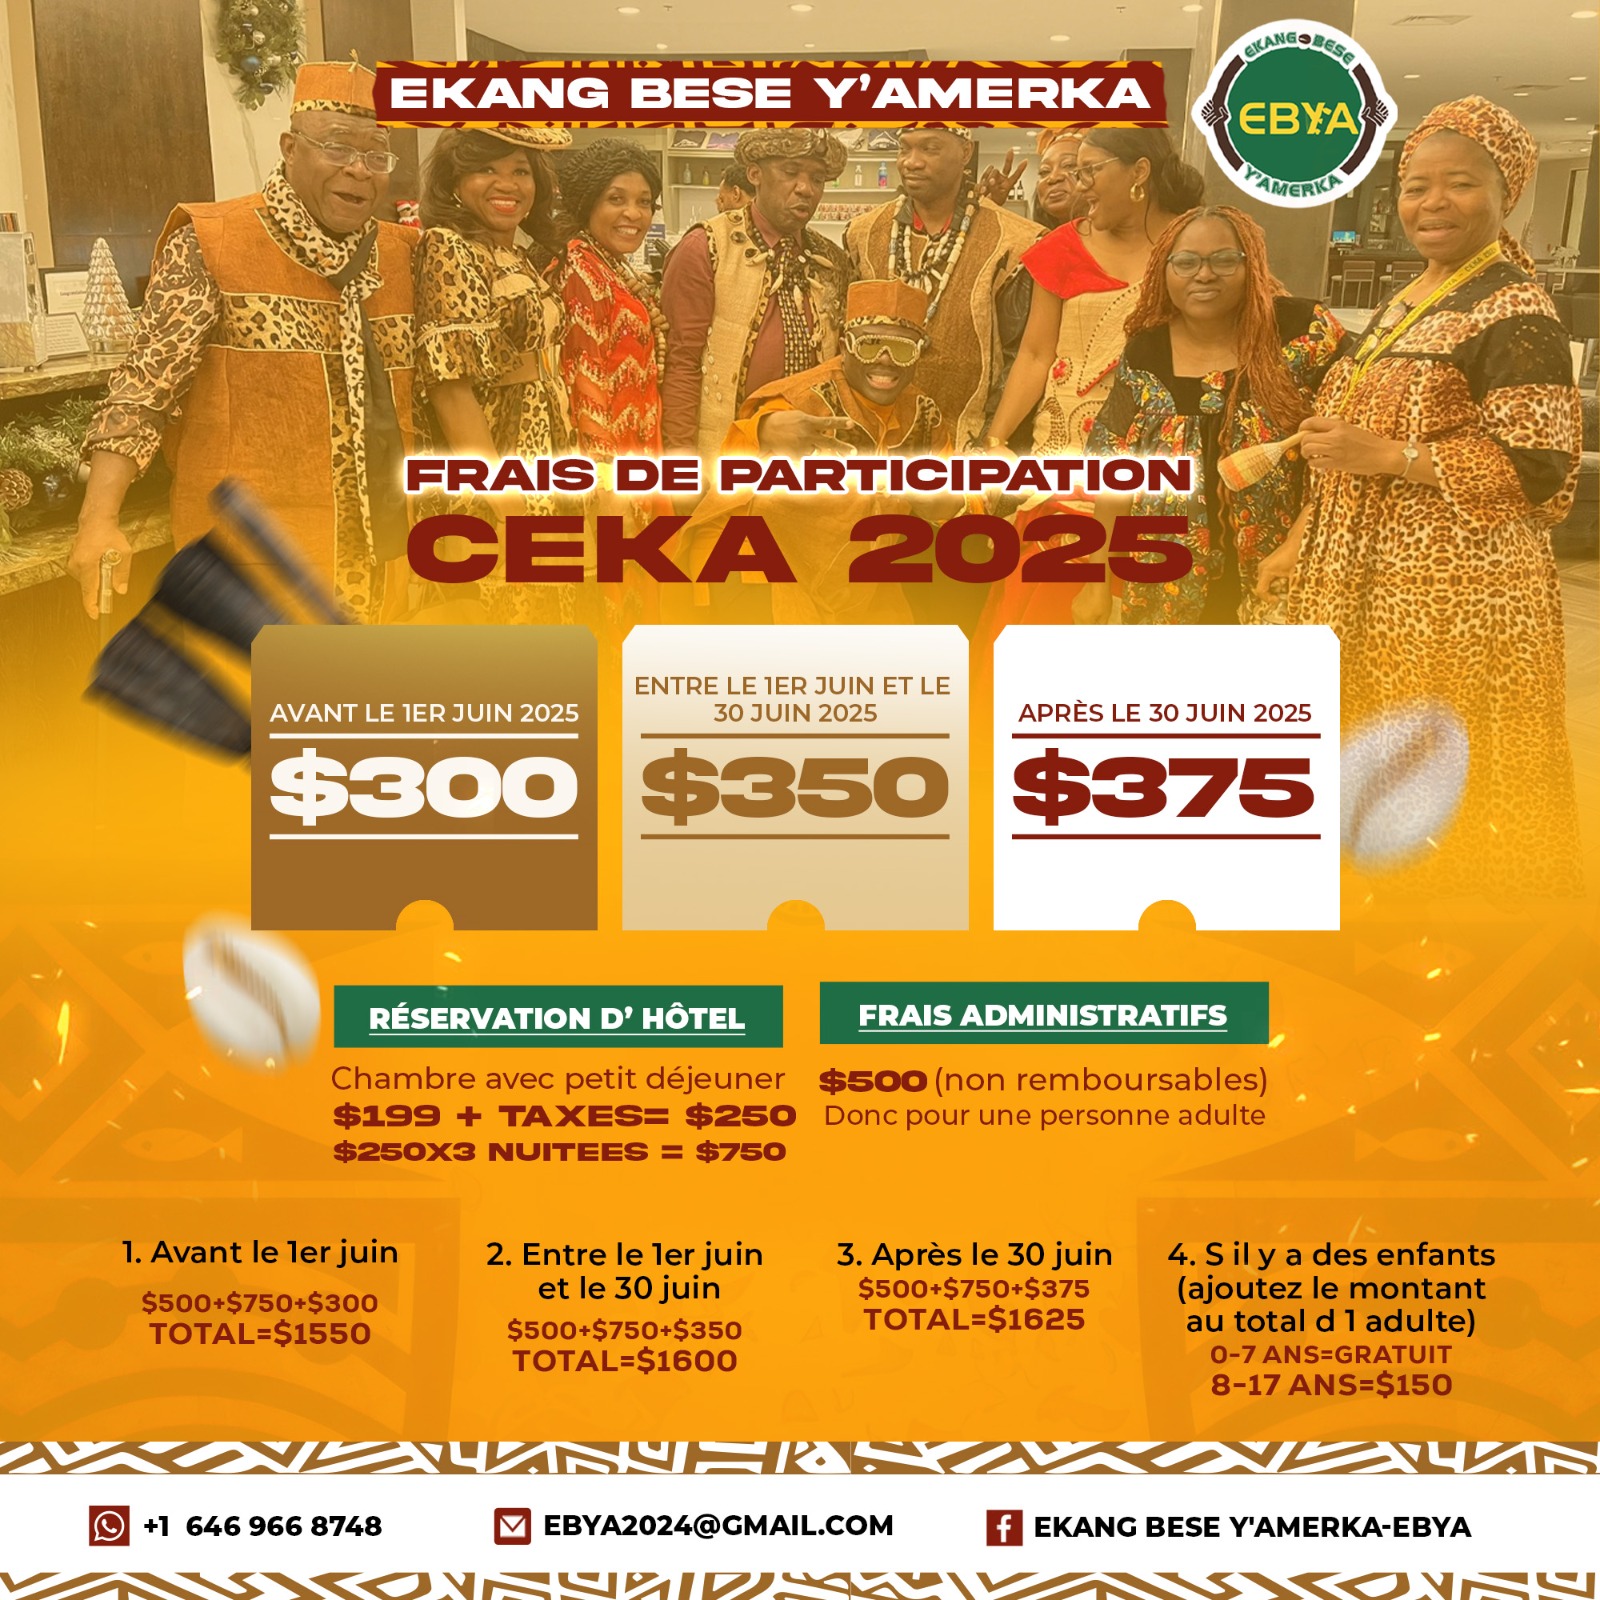 EKANG BESE Y'AMERKA
EKANG BESE
EBYA
Y'AMERKA
FRAIS DE PARTICIPATION
CEKA 2025
AVANT LE 1ER JUIN 2025
$300
ENTRE LE 1ER JUIN ET LE
30 JUIN 2025
$350
APRÈS LE 30 JUIN 2025
$375
RÉSERVATION D' HÔTEL
Chambre avec petit déjeuner
$199 + TAXES= $250
$250X3 NUITEES = $750
FRAIS ADMINISTRATIFS
$500 (non remboursables)
Donc pour une personne adulte
1. Avant le 1er juin
$500+$750+$300
TOTAL=$1550
2. Entre le 1er juin
et le 30 juin
$500+$750+$350
TOTAL=$1600
3. Après le 30 juin
$500+$750+$375
TOTAL=$1625
4. S il y a des enfants
(ajoutez le montant
au total d 1 adulte)
0-7 ANS=GRATUIT
8-17 ANS=$150
+1 646 966 8748
EBYA2024@GMAIL.COM
EKANG BESE Y'AMERKA-EBYA